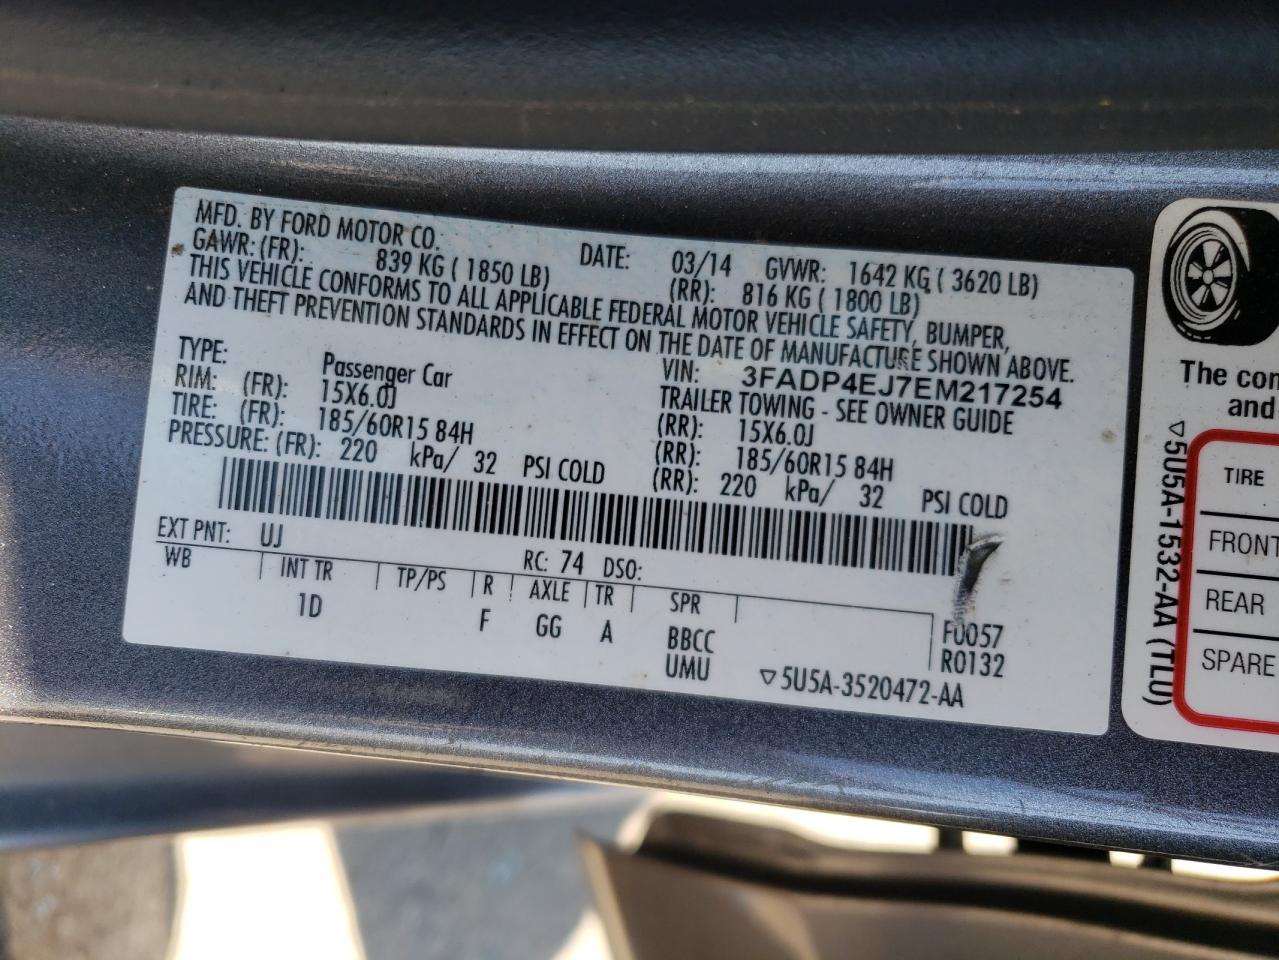 MFD. BY FORD MOTOR CO.
DATE: 03/14 GVWR: 1642 KG ( 3620 LB)
GAWR: (FR): 839 KG ( 1850 LB) (RR): 816 KG ( 1800 LB)
THIS VEHICLE CONFORMS TO ALL APPLICABLE FEDERAL MOTOR VEHICLE SAFETY, BUMPER,
AND THEFT PREVENTION STANDARDS IN EFFECT ON THE DATE OF MANUFACTURE SHOWN ABOVE.
VIN: 3FADP4EJ7EM217254
TYPE: Passenger Car TRAILER TOWING - SEE OWNER GUIDE
RIM: (FR): 15X6.0J (RR): 15X6.0J
TIRE: (FR): 185/60R15 84H (RR): 185/60R15 84H
PRESSURE: (FR): 220 kPa/ 32 PSI COLD (RR): 220 kPa/ 32 PSI COLD
EXT PNT: UJ RC: 74 DSO:
WB INT TR TP/PS R AXLE TR SPR
1D F GG A BBCC F0057
UMU R0132
▽5U5A-3520472-AA
The con
and
▽5U5A-1532-AA (TLU)
TIRE
FRONT
REAR
SPARE